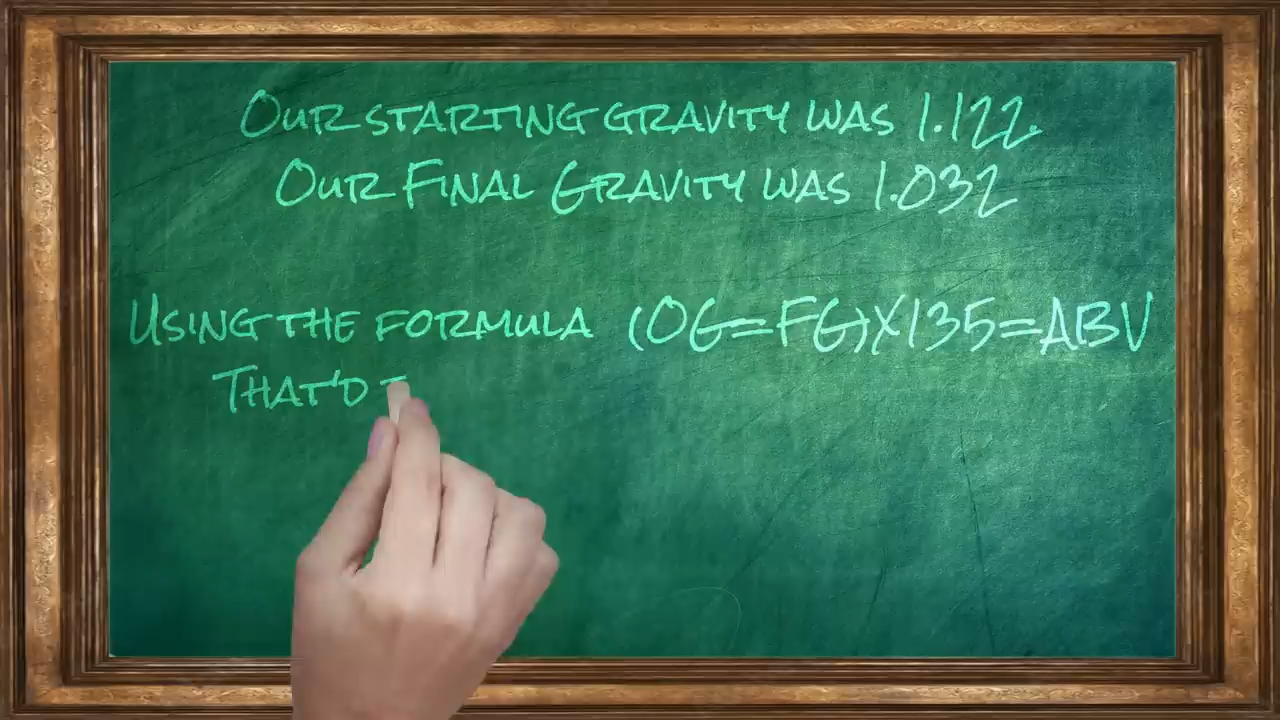 Our starting gravity was 1.122.
Our Final Gravity was 1.032
Using the formula (OG=FG)X135=ABV
That'd